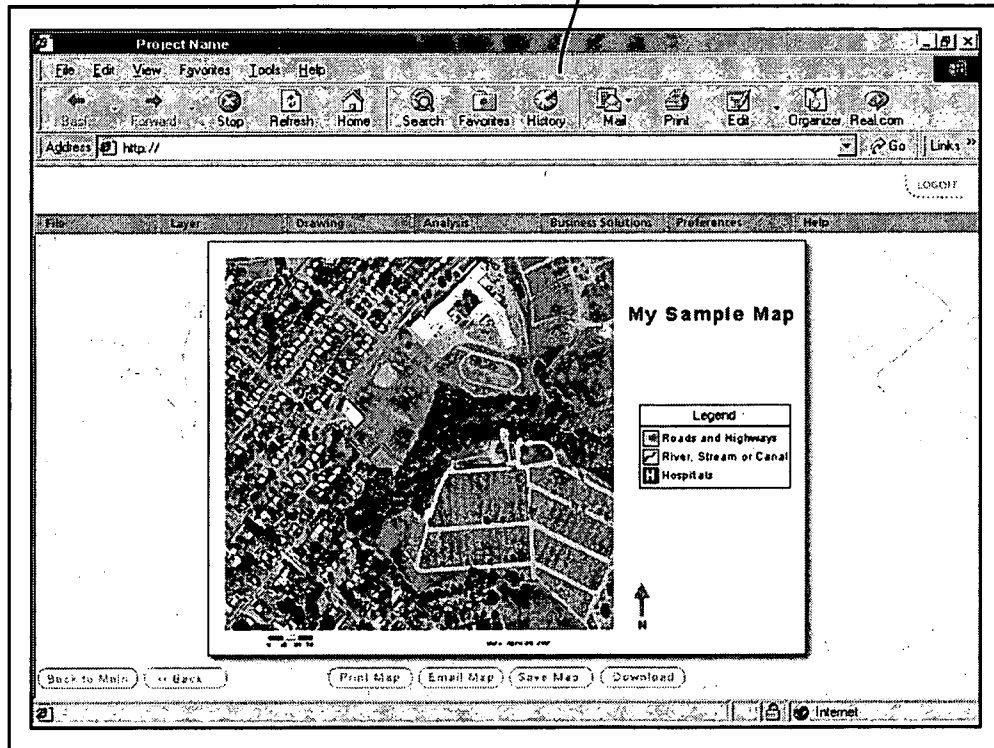 Project Name
File Edit View Favorites Tools Help
Back Forward Stop Refresh Home Search Favorites History Mail Print Edit Organizer Real.com
Address http:// Go Links »
LOGOUT
File Layer Drawing Analysis Business Solutions Preferences Help
My Sample Map
Legend
Roads and Highways
River, Stream or Canal
H Hospitals
N
Back to Main << Back Print Map Email Map Save Map Download
Internet